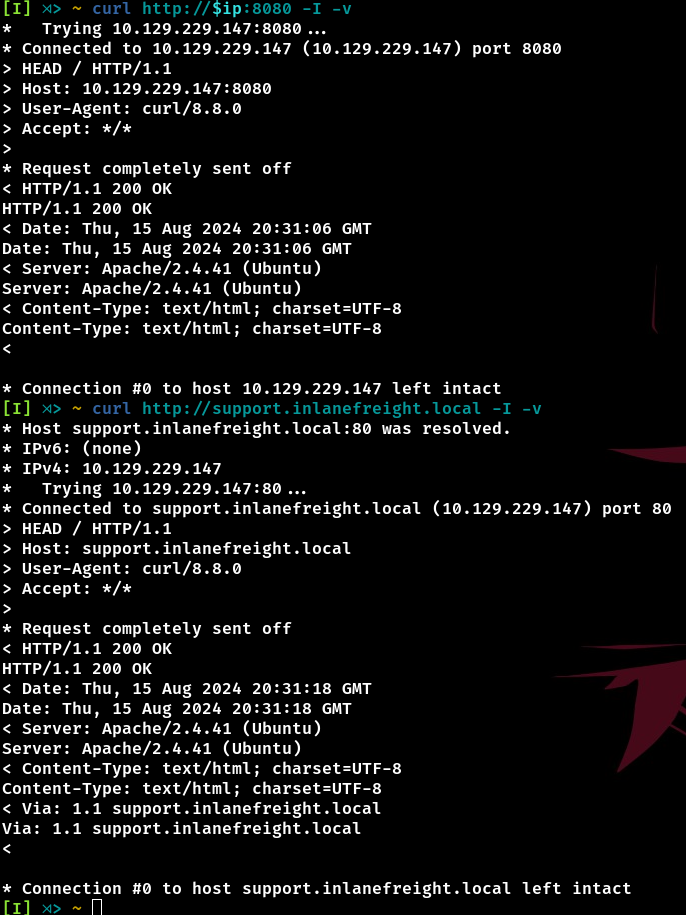 [I] ⋊> ~ curl http://$ip:8080 -I -v
*   Trying 10.129.229.147:8080...
* Connected to 10.129.229.147 (10.129.229.147) port 8080
> HEAD / HTTP/1.1
> Host: 10.129.229.147:8080
> User-Agent: curl/8.8.0
> Accept: */*
>
* Request completely sent off
< HTTP/1.1 200 OK
HTTP/1.1 200 OK
< Date: Thu, 15 Aug 2024 20:31:06 GMT
Date: Thu, 15 Aug 2024 20:31:06 GMT
< Server: Apache/2.4.41 (Ubuntu)
Server: Apache/2.4.41 (Ubuntu)
< Content-Type: text/html; charset=UTF-8
Content-Type: text/html; charset=UTF-8
<
* Connection #0 to host 10.129.229.147 left intact
[I] ⋊> ~ curl http://support.inlanefreight.local -I -v
* Host support.inlanefreight.local:80 was resolved.
* IPv6: (none)
* IPv4: 10.129.229.147
*   Trying 10.129.229.147:80...
* Connected to support.inlanefreight.local (10.129.229.147) port 80
> HEAD / HTTP/1.1
> Host: support.inlanefreight.local
> User-Agent: curl/8.8.0
> Accept: */*
>
* Request completely sent off
< HTTP/1.1 200 OK
HTTP/1.1 200 OK
< Date: Thu, 15 Aug 2024 20:31:18 GMT
Date: Thu, 15 Aug 2024 20:31:18 GMT
< Server: Apache/2.4.41 (Ubuntu)
Server: Apache/2.4.41 (Ubuntu)
< Content-Type: text/html; charset=UTF-8
Content-Type: text/html; charset=UTF-8
< Via: 1.1 support.inlanefreight.local
Via: 1.1 support.inlanefreight.local
<
* Connection #0 to host support.inlanefreight.local left intact
[I] ⋊> ~